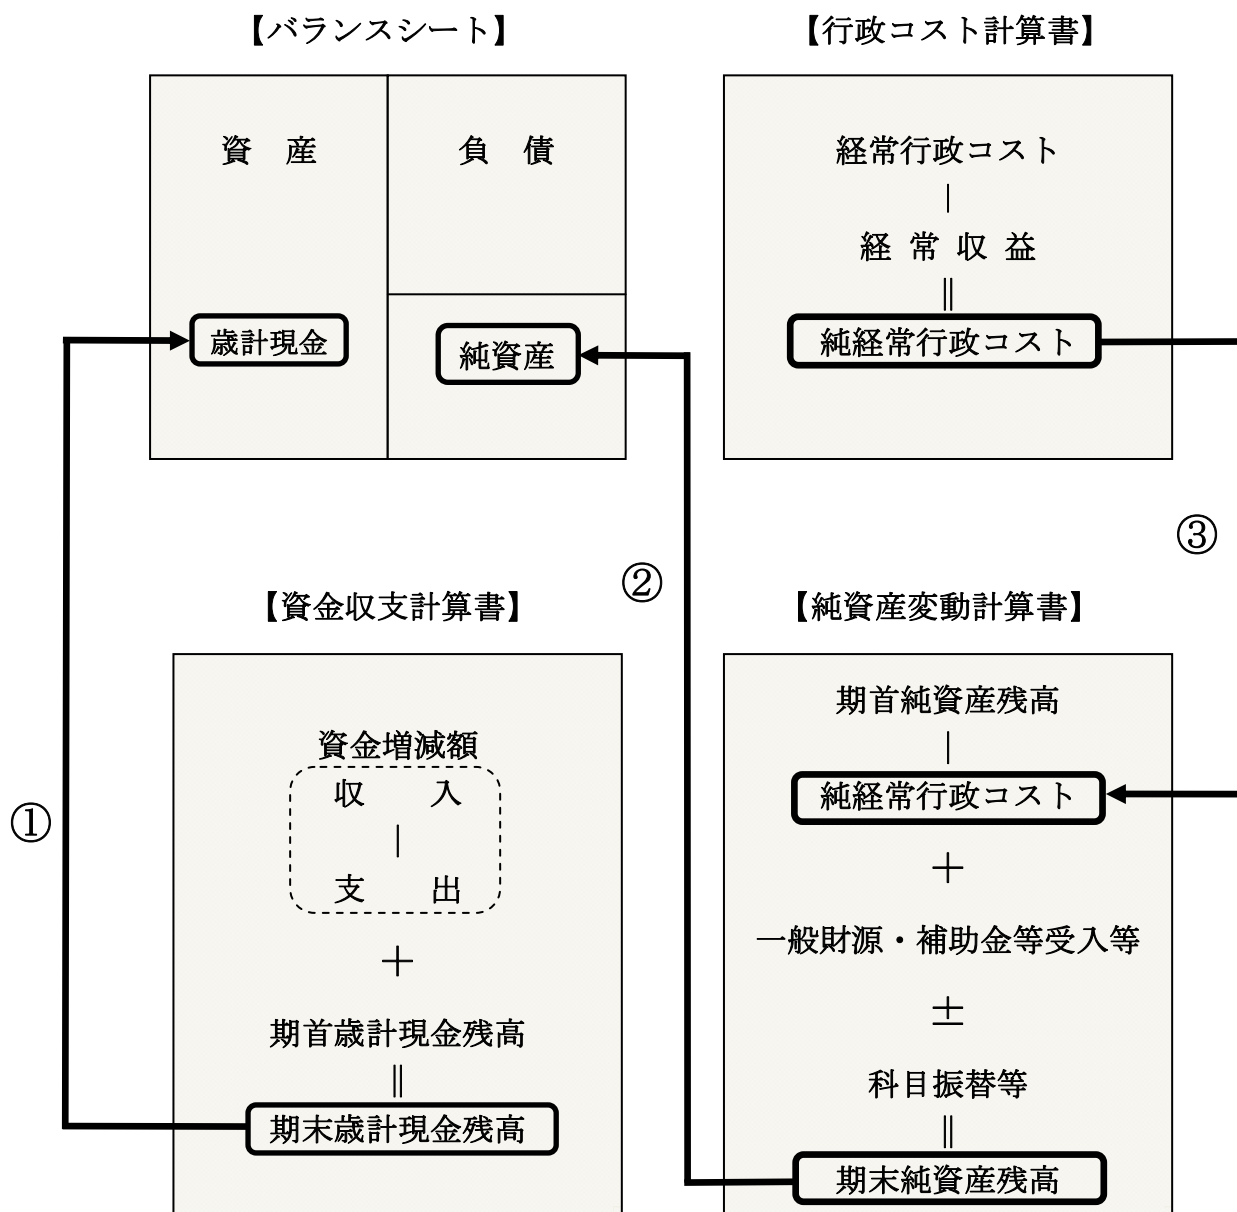 【バランスシート】
資　産
負　債
歳計現金
純資産
【行政コスト計算書】
経常行政コスト
－
経 常 収 益
＝
純経常行政コスト
①
②
③
【資金収支計算書】
資金増減額
収　入
－
支　出
＋
期首歳計現金残高
＝
期末歳計現金残高
【純資産変動計算書】
期首純資産残高
－
純経常行政コスト
＋
一般財源・補助金等受入等
±
科目振替等
＝
期末純資産残高